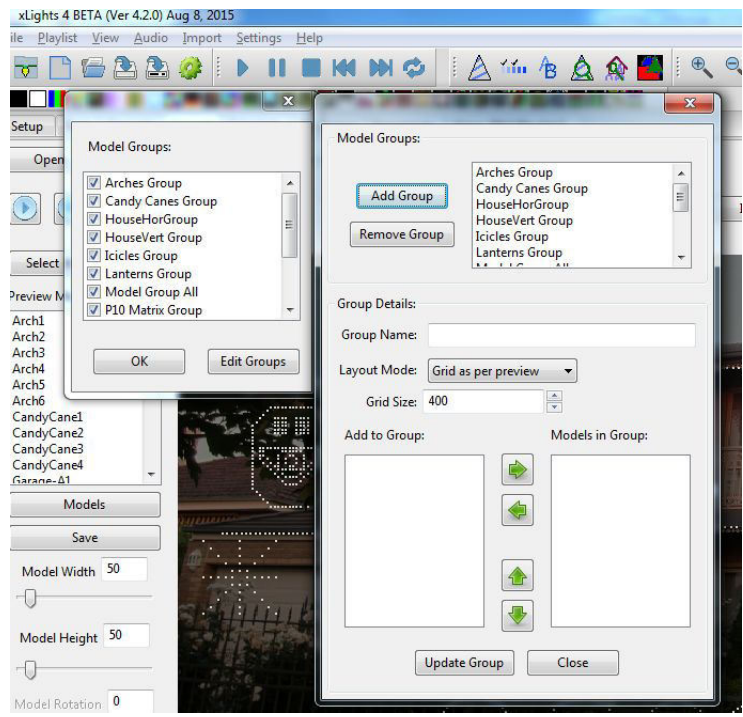 xLights 4 BETA (Ver 4.2.0) Aug 8, 2015
ile Playlist View Audio Import Settings Help
Setup
Open
Select
Preview M
Arch1
Arch2
Arch3
Arch4
Arch5
Arch6
CandyCane1
CandyCane2
CandyCane3
CandyCane4
Garage-A1
Models
Save
Model Width 50
Model Height 50
Model Rotation 0
Model Groups:
Arches Group
Candy Canes Group
HouseHorGroup
HouseVert Group
Icicles Group
Lanterns Group
Model Group All
P10 Matrix Group
OK Edit Groups
Model Groups:
Add Group
Remove Group
Arches Group
Candy Canes Group
HouseHorGroup
HouseVert Group
Icicles Group
Lanterns Group
Model Group All
Group Details:
Group Name:
Layout Mode: Grid as per preview
Grid Size: 400
Add to Group: Models in Group:
Update Group Close